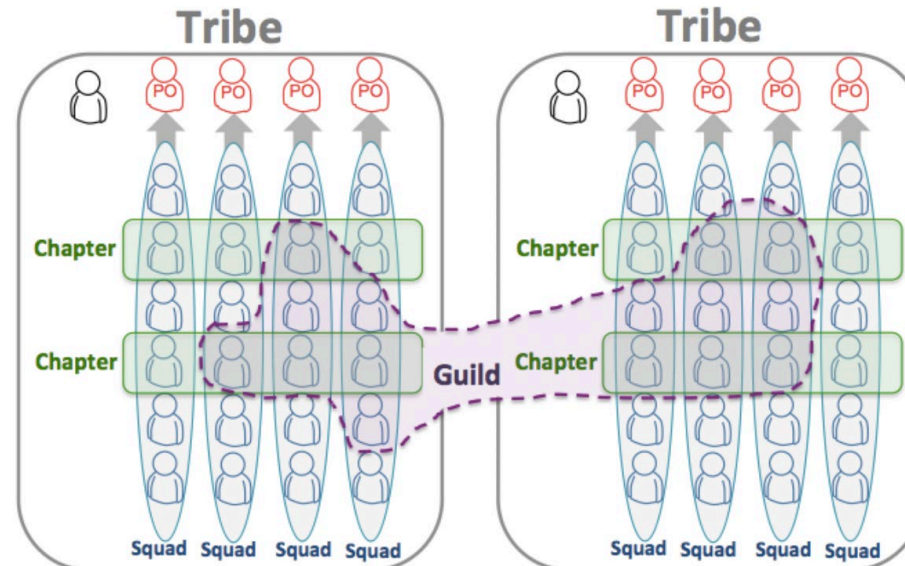 Tribe Tribe
PO PO PO PO PO PO PO PO
Chapter Chapter
Chapter Chapter
Guild
Squad Squad Squad Squad Squad Squad Squad Squad